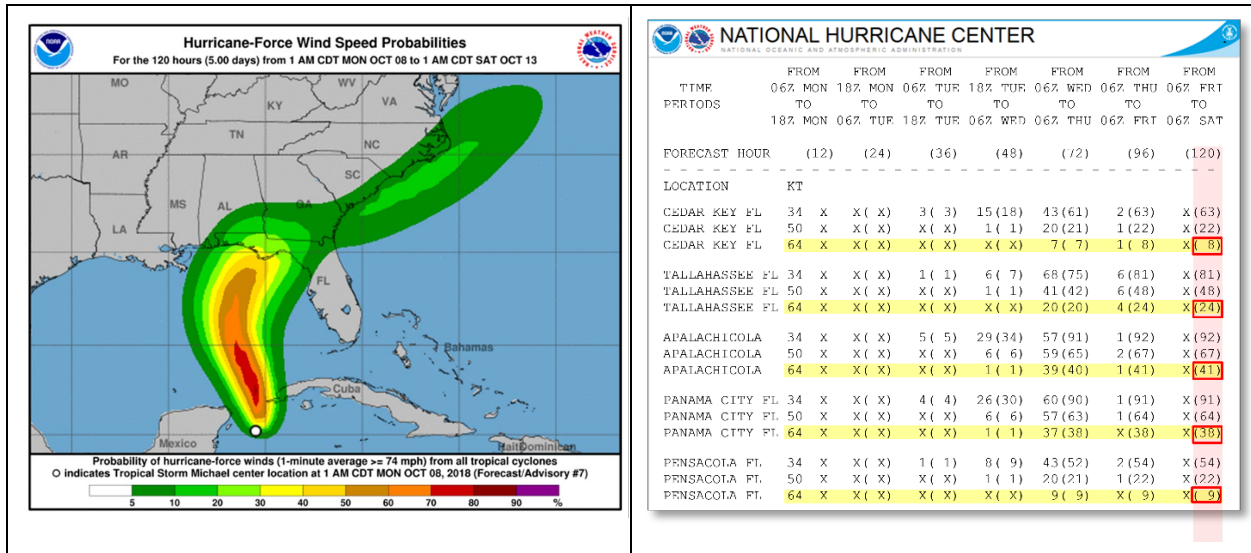 NOAA
Hurricane-Force Wind Speed Probabilities
For the 120 hours (5.00 days) from 1 AM CDT MON OCT 08 to 1 AM CDT SAT OCT 13
MO
KY
WV
VA
TN
NC
AR
SC
MS
AL
GA
LA
FL
Bahamas
Cuba
Mexico
Haiti
Dominican
Probability of hurricane-force winds (1-minute average >= 74 mph) from all tropical cyclones
O indicates Tropical Storm Michael center location at 1 AM CDT MON OCT 08, 2018 (Forecast/Advisory #7)
5 10 20 30 40 50 60 70 80 90 %
NATIONAL HURRICANE CENTER
NATIONAL OCEANIC AND ATMOSPHERIC ADMINISTRATION
FROM FROM FROM FROM FROM FROM FROM
TIME 06Z MON 18Z MON 06Z TUE 18Z TUE 06Z WED 06Z THU 06Z FRI
PERIODS TO TO TO TO TO TO TO
18Z MON 06Z TUE 18Z TUE 06Z WED 06Z THU 06Z FRI 06Z SAT
FORECAST HOUR (12) (24) (36) (48) (72) (96) (120)
- - - - - - - - - - - - - - - - - - - - - - - - - - - - - - - - - - -
LOCATION KT
CEDAR KEY FL 34 X X( X) 3( 3) 15(18) 43(61) 2(63) X(63)
CEDAR KEY FL 50 X X( X) X( X) 1( 1) 20(21) 1(22) X(22)
CEDAR KEY FL 64 X X( X) X( X) X( X) 7( 7) 1( 8) X( 8)
TALLAHASSEE FL 34 X X( X) 1( 1) 6( 7) 68(75) 6(81) X(81)
TALLAHASSEE FL 50 X X( X) X( X) 1( 1) 41(42) 6(48) X(48)
TALLAHASSEE FL 64 X X( X) X( X) X( X) 20(20) 4(24) X(24)
APALACHICOLA 34 X X( X) 5( 5) 29(34) 57(91) 1(92) X(92)
APALACHICOLA 50 X X( X) X( X) 6( 6) 59(65) 2(67) X(67)
APALACHICOLA 64 X X( X) X( X) 1( 1) 39(40) 1(41) X(41)
PANAMA CITY FL 34 X X( X) 4( 4) 26(30) 60(90) 1(91) X(91)
PANAMA CITY FL 50 X X( X) X( X) 6( 6) 57(63) 1(64) X(64)
PANAMA CITY FL 64 X X( X) X( X) 1( 1) 37(38) X(38) X(38)
PENSACOLA FL 34 X X( X) 1( 1) 8( 9) 43(52) 2(54) X(54)
PENSACOLA FL 50 X X( X) X( X) 1( 1) 20(21) 1(22) X(22)
PENSACOLA FL 64 X X( X) X( X) X( X) 9( 9) X( 9) X( 9)